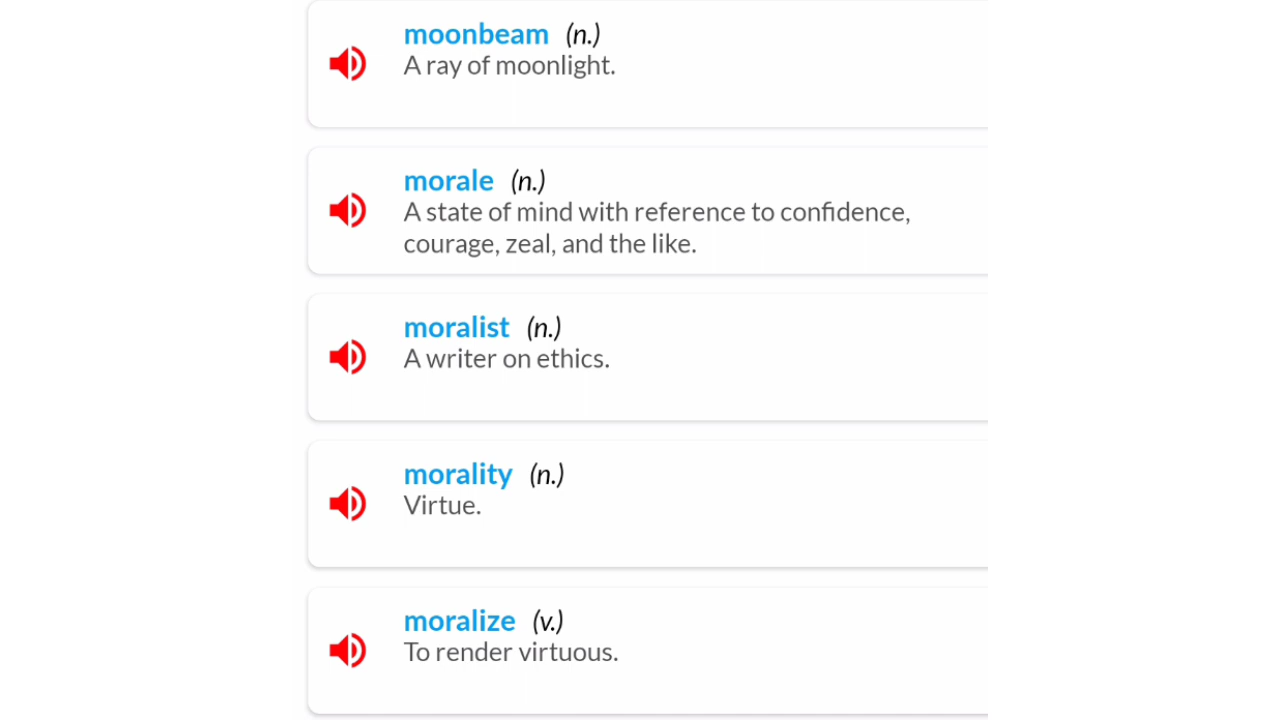 moonbeam (n.)
A ray of moonlight.
morale (n.)
A state of mind with reference to confidence,
courage, zeal, and the like.
moralist (n.)
A writer on ethics.
morality (n.)
Virtue.
moralize (v.)
To render virtuous.